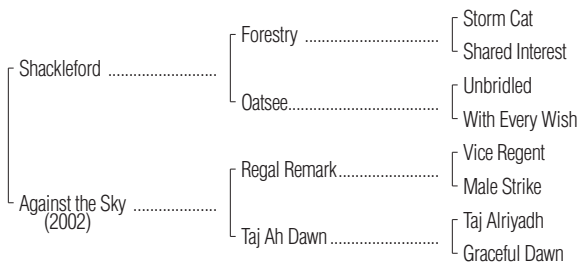 Storm Cat
Forestry ........................................
Shared Interest
Shackleford ................................
Unbridled
Oatsee............................................
With Every Wish
Vice Regent
Regal Remark..............................
Male Strike
Against the Sky ........................
(2002)
Taj Alriyadh
Taj Ah Dawn ................................
Graceful Dawn